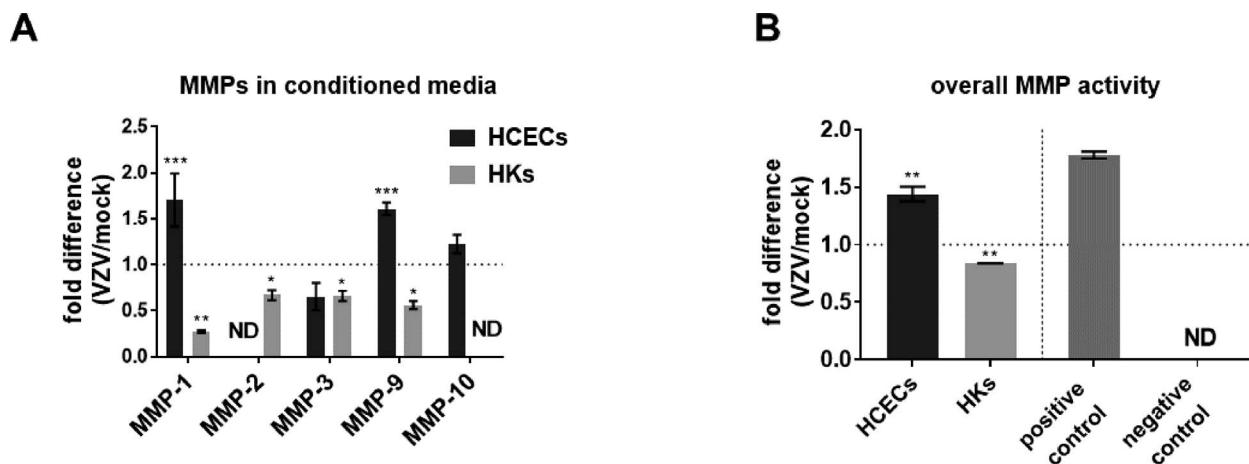 A
MMPs in conditioned media
fold difference
(VZV/mock)
2.5
2.0
1.5
1.0
0.5
0.0
***
**
ND
*
*
***
*
ND
HCECs
HKs
MMP-1
MMP-2
MMP-3
MMP-9
MMP-10
B
overall MMP activity
fold difference
(VZV/mock)
2.0
1.5
1.0
0.5
0.0
**
**
ND
HCECs
HKs
positive
control
negative
control